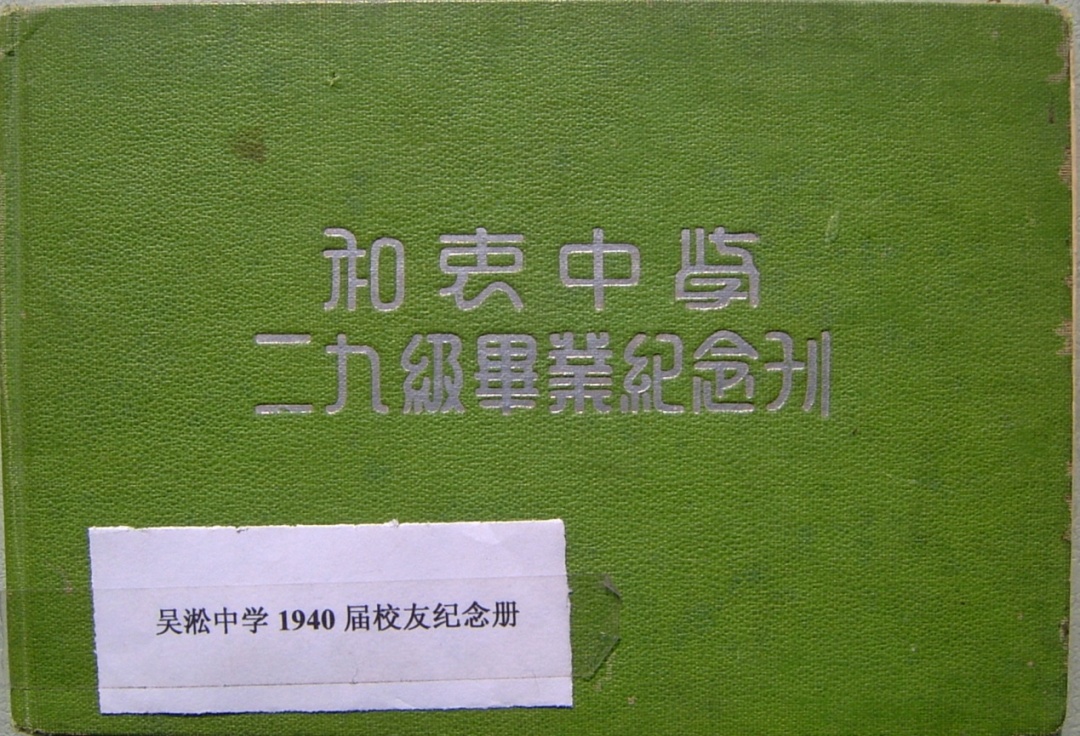 和衷中学
二九級畢業紀念刊
吴淞中学 1940 届校友纪念册